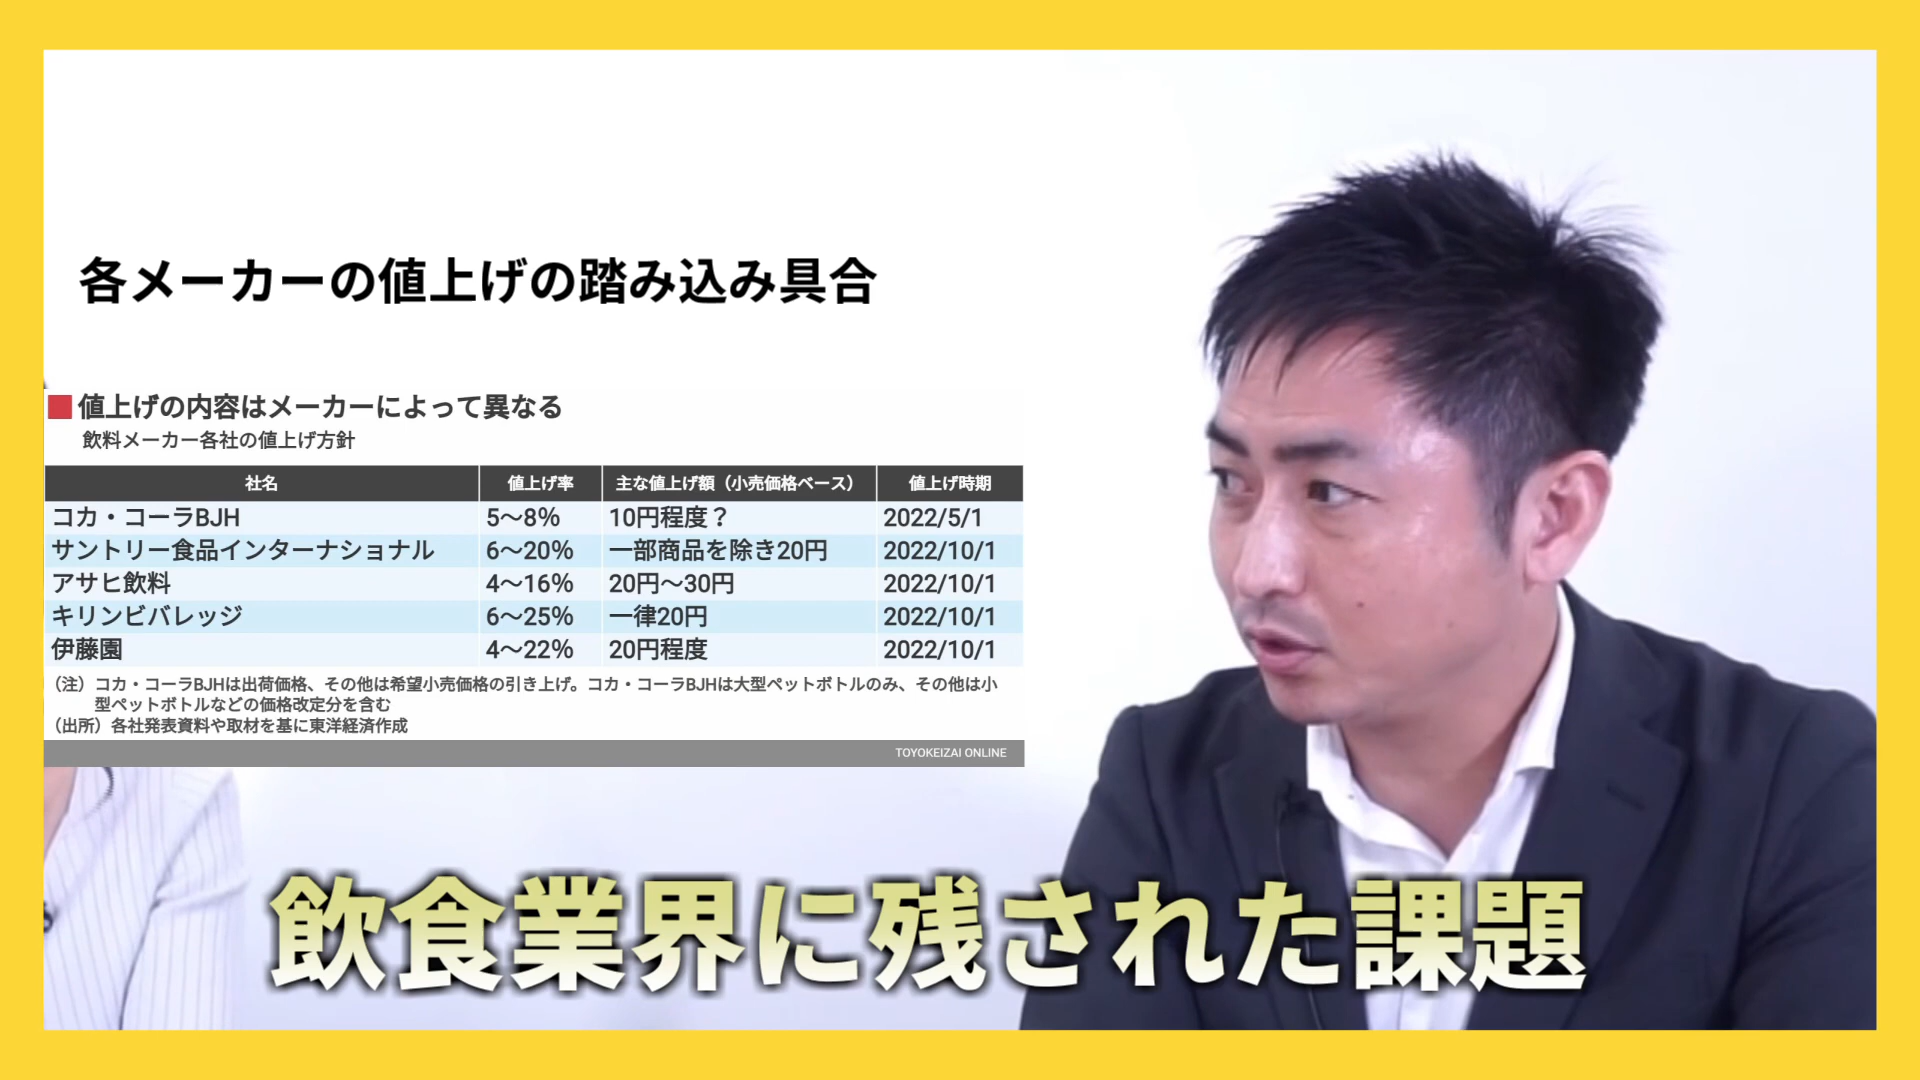 各メーカーの値上げの踏み込み具合
値上げの内容はメーカーによって異なる
飲料メーカー各社の値上げ方針
社名 値上げ率 主な値上げ額（小売価格ベース） 値上げ時期
コカ・コーラBJH 5～8% 10円程度？ 2022/5/1
サントリー食品インターナショナル 6～20% 一部商品を除き20円 2022/10/1
アサヒ飲料 4～16% 20円～30円 2022/10/1
キリンビバレッジ 6～25% 一律20円 2022/10/1
伊藤園 4～22% 20円程度 2022/10/1
（注）コカ・コーラBJHは出荷価格、その他は希望小売価格の引き上げ。コカ・コーラBJHは大型ペットボトルのみ、その他は小
型ペットボトルなどの価格改定分を含む
（出所）各社発表資料や取材を基に東洋経済作成
TOYOKEIZAI ONLINE
飲食業界に残された課題